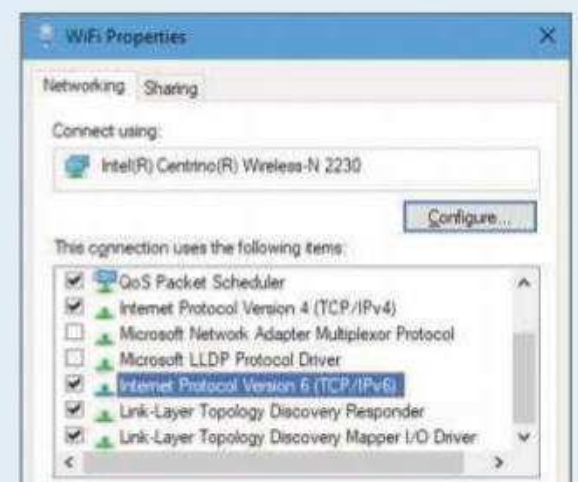 WiFi Properties
Networking Sharing
Connect using:
Intel(R) Centrino(R) Wireless-N 2230
Configure...
This connection uses the following items:
QoS Packet Scheduler
Internet Protocol Version 4 (TCP/IPv4)
Microsoft Network Adapter Multiplexor Protocol
Microsoft LLDP Protocol Driver
Internet Protocol Version 6 (TCP/IPv6)
Link-Layer Topology Discovery Responder
Link-Layer Topology Discovery Mapper I/O Driver